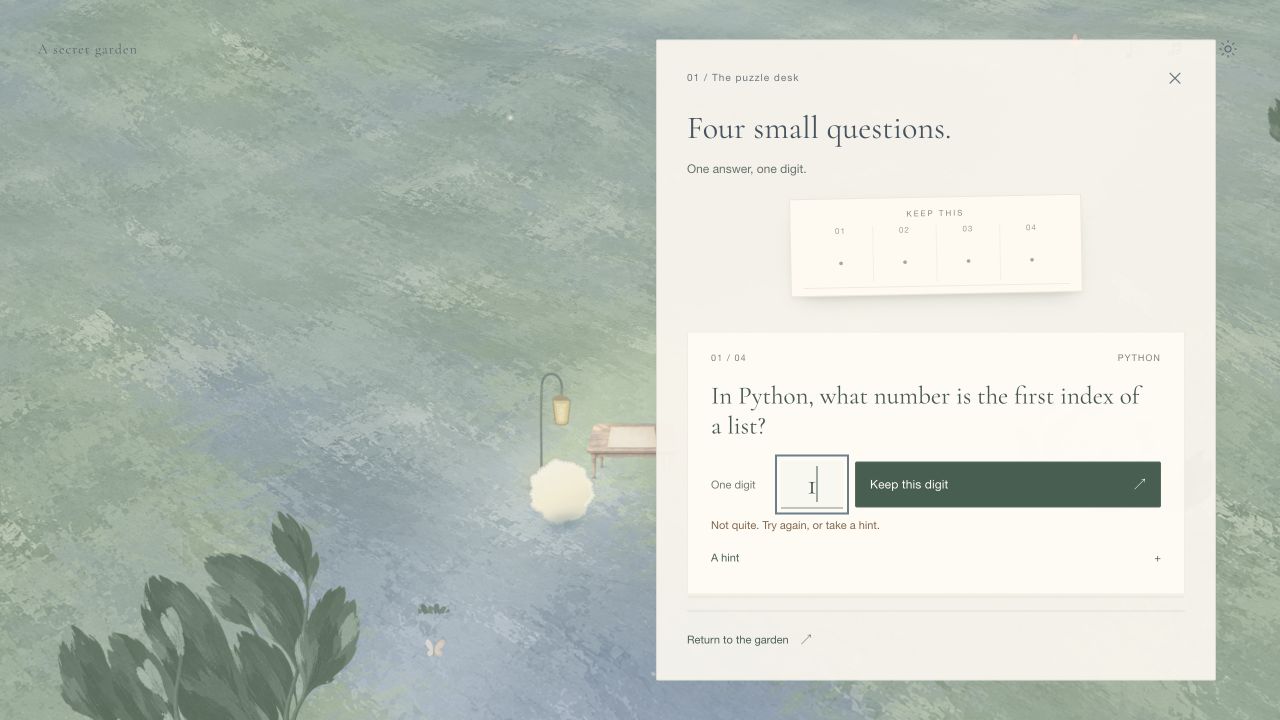 A secret garden
01 / The puzzle desk
Four small questions.
One answer, one digit.
KEEP THIS
01 02 03 04
01 / 04 PYTHON
In Python, what number is the first index of
a list?
One digit 1 Keep this digit
Not quite. Try again, or take a hint.
A hint +
Return to the garden